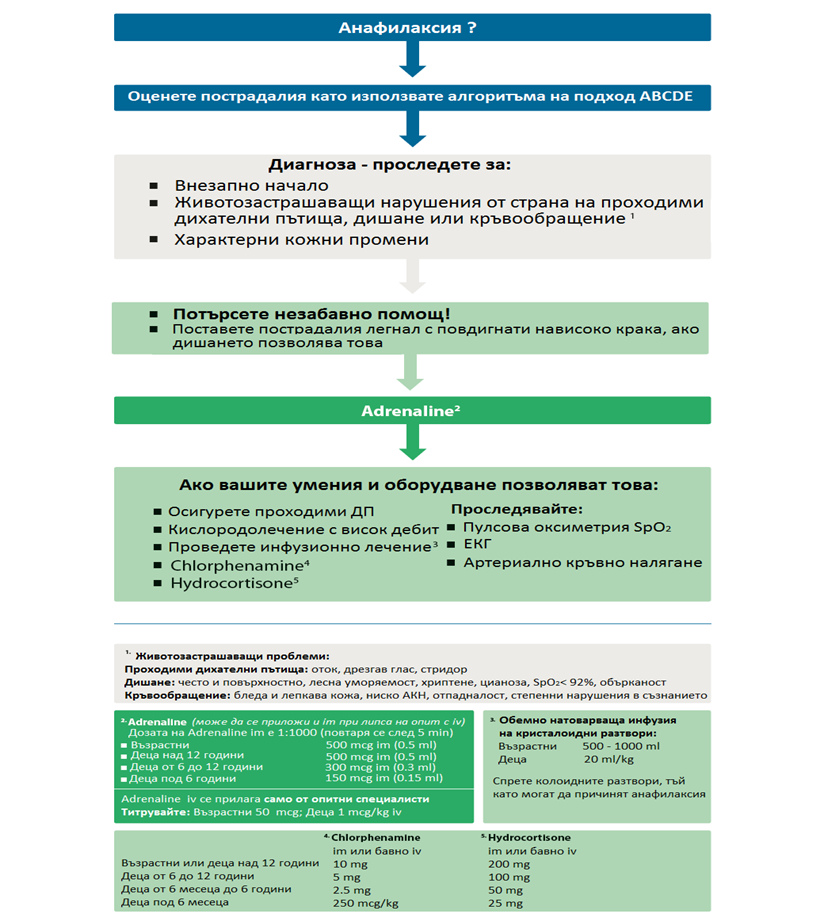 Анафилаксия ?
Оценете пострадалия като използвате алгоритъма на подход ABCDE
Диагноза - проследете за:
▪ Внезапно начало
▪ Животозастрашаващи нарушения от страна на проходими
дихателни пътища, дишане или кръвообращение ¹
▪ Характерни кожни промени
▪ Потърсете незабавно помощ!
▪ Поставете пострадалия легнал с повдигнати нависоко крака, ако
дишането позволява това
Adrenaline²
Ако вашите умения и оборудване позволяват това:
▪ Осигурете проходими ДП
▪ Кислородолечение с висок дебит
▪ Проведете инфузионно лечение³
▪ Chlorphenamine⁴
▪ Hydrocortisone⁵
Проследявайте:
▪ Пулсова оксиметрия SpO₂
▪ ЕКГ
▪ Артериално кръвно налягане
¹· Животозастрашаващи проблеми:
Проходими дихателни пътища: оток, дрезгав глас, стридор
Дишане: често и повърхностно, лесна уморяемост, хриптене, цианоза, SpO₂< 92%, обърканост
Кръвообращение: бледа и лепкава кожа, ниско АКН, отпадналост, степенни нарушения в съзнанието
²· Adrenaline (може да се приложи и im при липса на опит с iv)
Дозата на Adrenaline im е 1:1000 (повтаря се след 5 min)
▪ Възрастни 500 mcg im (0.5 ml)
▪ Деца над 12 години 500 mcg im (0.5 ml)
▪ Деца от 6 до 12 години 300 mcg im (0.3 ml)
▪ Деца под 6 години 150 mcg im (0.15 ml)
Adrenaline iv се прилага само от опитни специалисти
Титрувайте: Възрастни 50 mcg; Деца 1 mcg/kg iv
³· Обемно натоварваща инфузия
на кристалоидни разтвори:
Възрастни 500 - 1000 ml
Деца 20 ml/kg
Спрете колоидните разтвори, тъй
като могат да причинят анафилаксия
⁴· Chlorphenamine ⁵· Hydrocortisone
im или бавно iv im или бавно iv
Възрастни или деца над 12 години 10 mg 200 mg
Деца от 6 до 12 години 5 mg 100 mg
Деца от 6 месеца до 6 години 2.5 mg 50 mg
Деца под 6 месеца 250 mcg/kg 25 mg